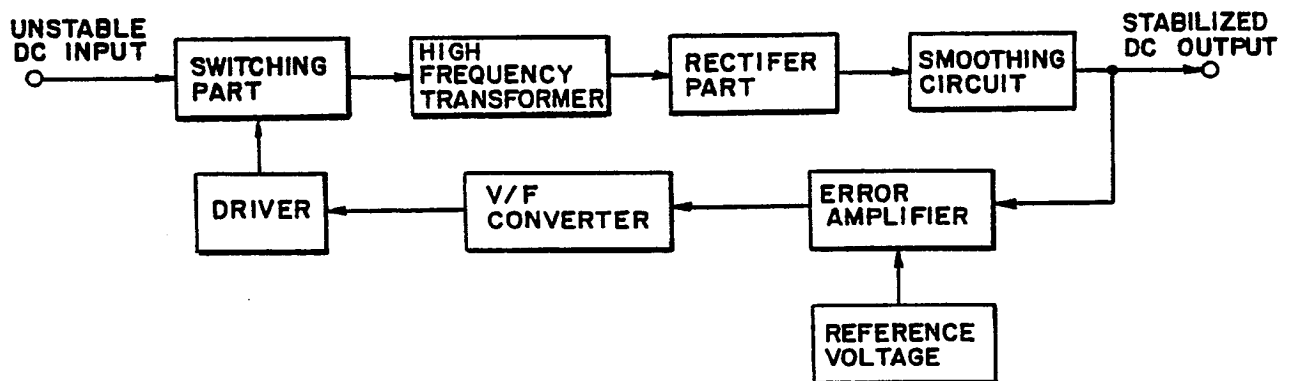 UNSTABLE
DC INPUT
SWITCHING
PART
HIGH
FREQUENCY
TRANSFORMER
RECTIFER
PART
SMOOTHING
CIRCUIT
STABILIZED
DC OUTPUT
DRIVER
V/F
CONVERTER
ERROR
AMPLIFIER
REFERENCE
VOLTAGE